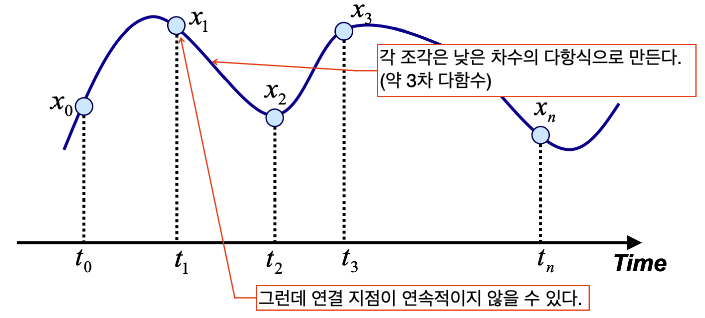 x₀
x₁
x₂
x₃
xₙ
각 조각은 낮은 차수의 다항식으로 만든다.
(약 3차 다함수)
t₀
t₁
t₂
t₃
tₙ
Time
그런데 연결 지점이 연속적이지 않을 수 있다.